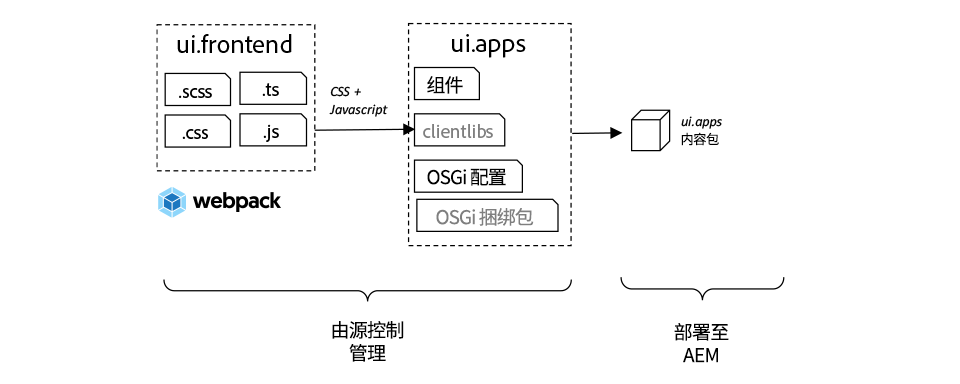 ui.frontend
.scss
.ts
.css
.js
webpack
CSS +
Javascript
ui.apps
组件
clientlibs
OSGi 配置
OSGi 捆绑包
ui.apps
内容包
由源控制
管理
部署至
AEM